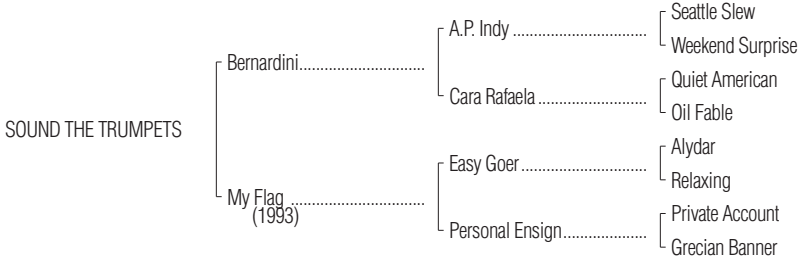 Seattle Slew
A.P. Indy ................................
Weekend Surprise
Bernardini..............................
Quiet American
Cara Rafaela ..........................
Oil Fable
SOUND THE TRUMPETS
Alydar
Easy Goer ..............................
Relaxing
My Flag ................................
(1993)
Private Account
Personal Ensign....................
Grecian Banner